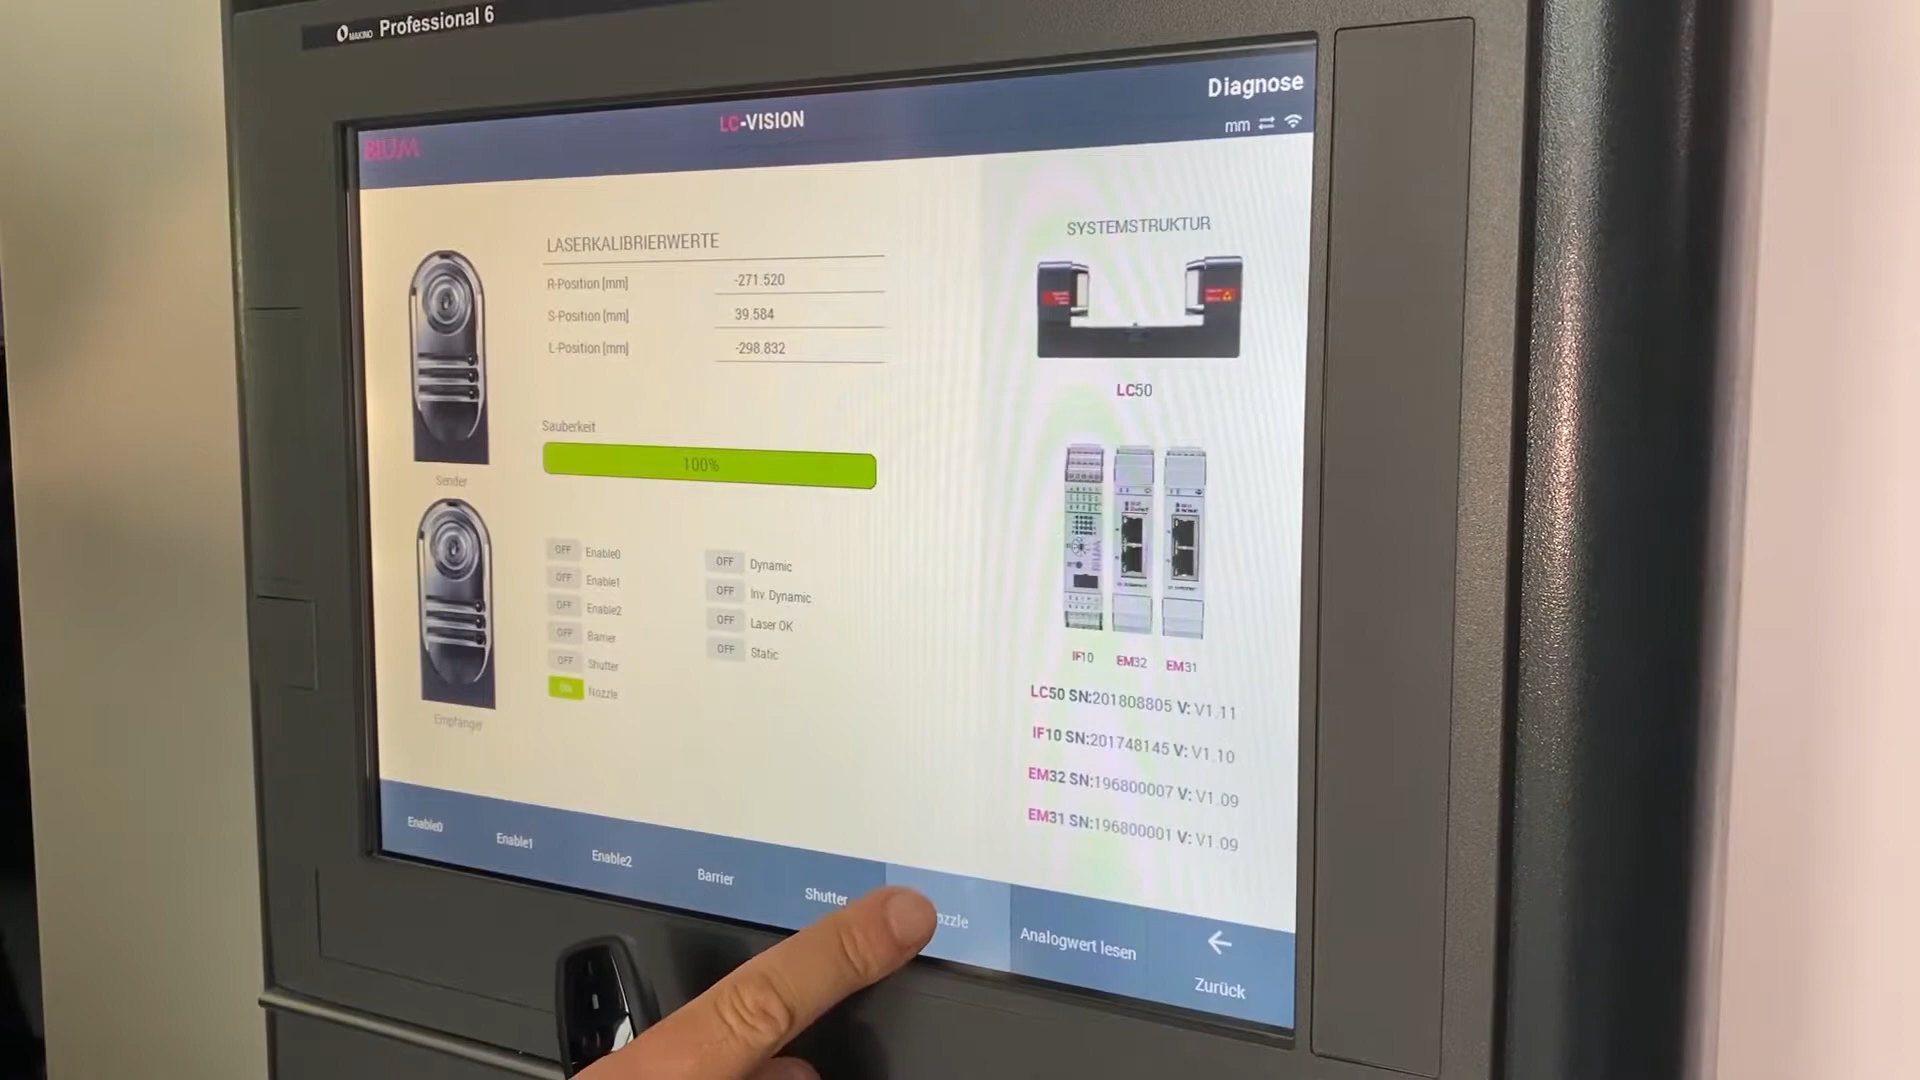 MAKINO Professional 6
BLUM
LC-VISION
Diagnose
mm
LASERKALIBRIERWERTE
R-Position [mm] -271.520
S-Position [mm] 39.584
L-Position [mm] -298.832
Sauberkeit
100%
Sender
Empfänger
OFF Enable0
OFF Enable1
OFF Enable2
OFF Barrier
OFF Shutter
ON Nozzle
OFF Dynamic
OFF Inv. Dynamic
OFF Laser OK
OFF Static
SYSTEMSTRUKTUR
LC50
IF10 EM32 EM31
LC50 SN:201808805 V: V1.11
IF10 SN:201748145 V: V1.10
EM32 SN:196800007 V: V1.09
EM31 SN:196800001 V: V1.09
Enable0
Enable1
Enable2
Barrier
Shutter
ozzle
Analogwert lesen
Zurück